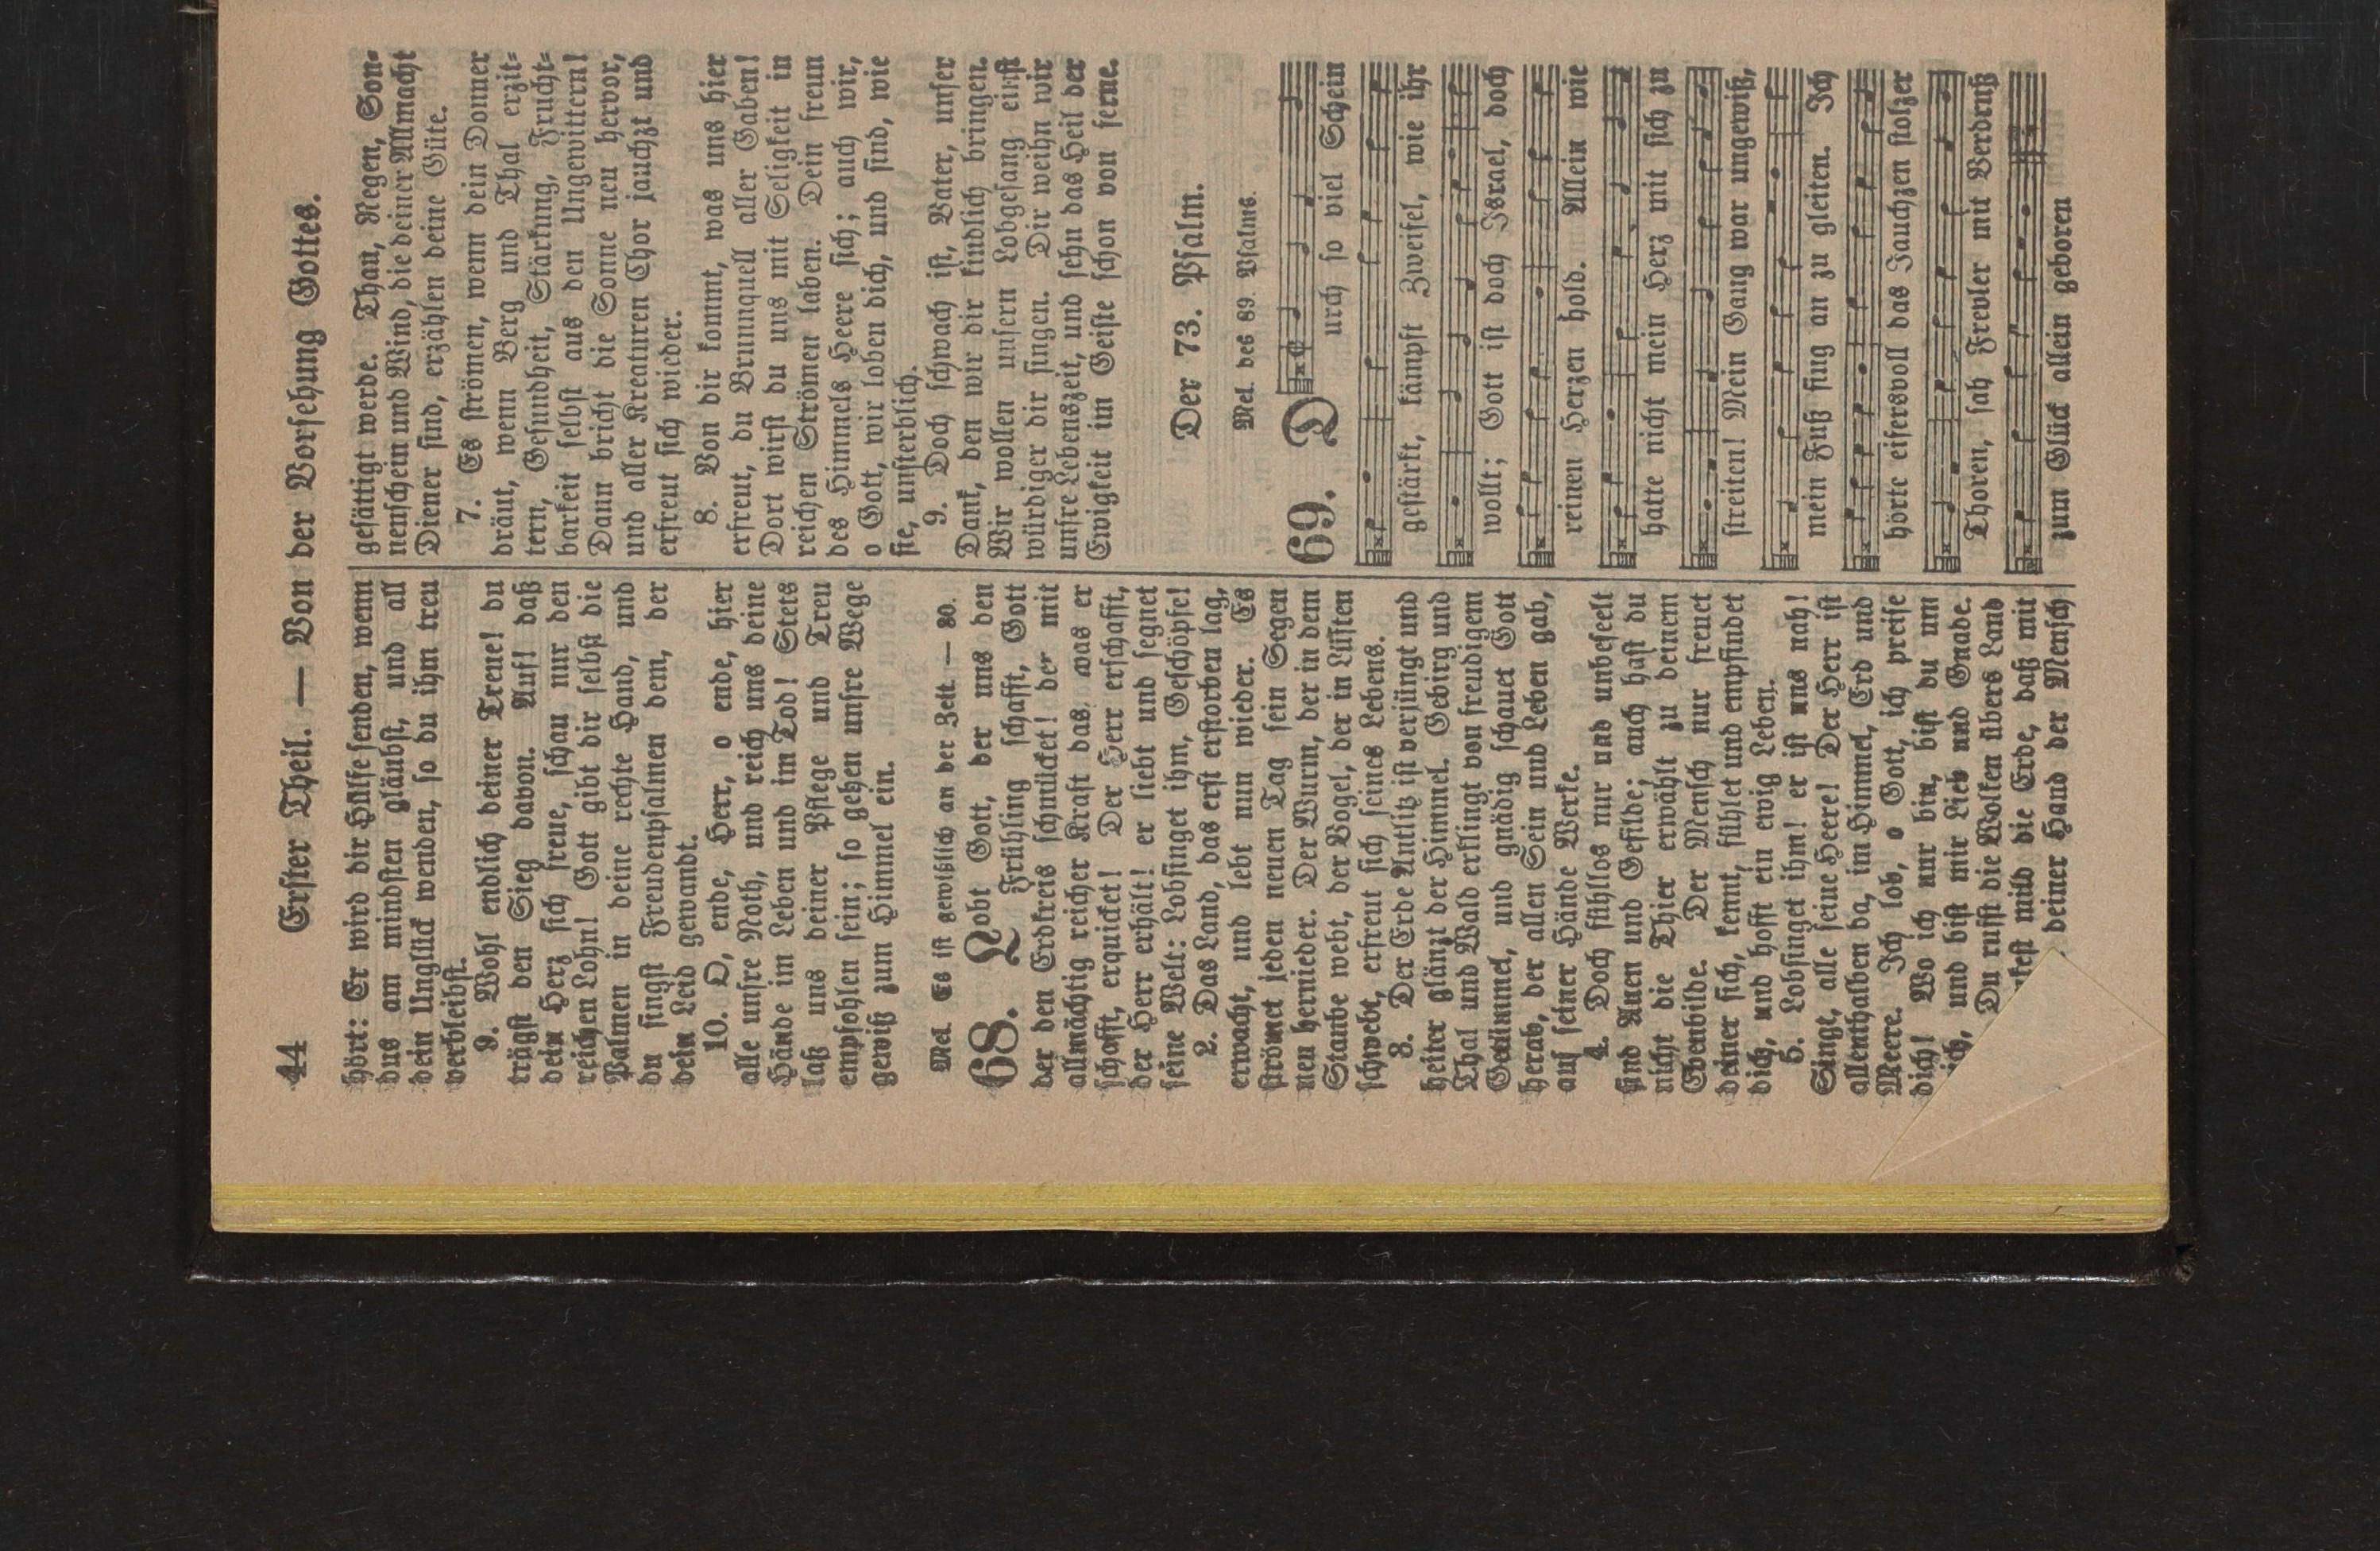 44 Erster Theil. — Von der Vorsehung Gottes.
hört: Er wird dir Hülfe senden, wenn
dus am mindsten gläubst, und all
dein Unglück wenden, so du ihm treu
verbleibst.
9. Wohl endlich deiner Treue! du
trägst den Sieg davon. Auf! daß
dein Herz sich freue, schau nur den
reichen Lohn! Gott gibt dir selbst die
Palmen in deine rechte Hand, und
du singst Freudenpsalmen dem, der
dein Leid gewandt.
10. O, ende, Herr, o ende, hier
alle unsre Noth, und reich uns deine
Hände im Leben und im Tod! Stets
laß uns deiner Pflege und Treu
empfohlen sein; so gehen unsre Wege
gewiß zum Himmel ein.
Mel. Es ist gewißlich an der Zeit. — 80.
68. Lobt Gott, der uns den
Frühling schafft, Gott
der den Erdkreis schmücket! der mit
allmächtig reicher Kraft das, was er
schafft, erquicket! Der Herr erschafft,
der Herr erhält! er liebt und segnet
seine Welt: Lobsinget ihm, Geschöpfe!
2. Das Land, das erst erstorben lag,
erwacht, und lebt nun wieder. Es
strömet jeden neuen Tag sein Segen
neu hernieder. Der Wurm, der in dem
Staube webt, der Vogel, der in Lüften
schwebt, erfreut sich seines Lebens.
3. Der Erde Antlitz ist verjüngt und
heiter glänzt der Himmel. Gebirg und
Thal und Wald erklingt von freudigem
Getümmel, und gnädig schauet Gott
herab, der allen Sein und Leben gab,
auf seiner Hände Werke.
4. Doch fühllos nur und unbeseelt
sind Auen und Gefilde; auch hast du
nicht die Thier erwählt zu deinem
Ebenbilde. Der Mensch nur freuet
deiner sich, kennt, fühlet und empfindet
dich, und hofft ein ewig Leben.
5. Lobsinget ihm! er ist uns nah!
Singt, alle seine Heere! Der Herr ist
allenthalben da, im Himmel, Erd und
Meere. Ich lob, o Gott, ich preise
dich! Wo ich nur bin, bist du um
ich, und bist mir Lieb und Gnade.
Du rufst die Wolken übers Land
mild die Erde, daß mit
deiner Hand der Mensch
gesättigt werde. Thau, Regen, Son-
nenschein und Wind, die deiner Allmacht
Diener sind, erzählen deine Güte.
7. Es strömen, wenn dein Donner
dräut, wenn Berg und Thal erzit-
tern, Gesundheit, Stärkung, Frucht-
barkeit selbst aus den Ungewittern!
Dann bricht die Sonne neu hervor,
und aller Kreaturen Chor jauchzt und
erfreut sich wieder.
8. Von dir kommt, was uns hier
erfreut, du Brunnquell aller Gaben!
Dort wirst du uns mit Seligkeit in
reichen Strömen laben. Dein freun
des Himmels Heere sich; auch wir,
o Gott, wir loben dich, und sind, wie
sie, unsterblich.
9. Doch schwach ist, Vater, unser
Dank, den wir dir kindlich bringen.
Wir wollen unsern Lobgesang einst
würdiger dir singen. Dir weihn wir
unsre Lebenszeit, und sehn das Heil der
Ewigkeit im Geiste schon von ferne.
Der 73. Psalm.
Mel. des 89. Psalms.
69. Durch so viel Schein
gestärkt, kämpft Zweifel, wie ihr
wollt; Gott ist doch Israel, doch
reinen Herzen hold. Allein wie
hatte nicht mein Herz mit sich zu
streiten! Mein Gang war ungewiß,
mein Fuß fing an zu gleiten. Ich
hörte eifersvoll das Jauchzen stolzer
Thoren, sah Frevler mit Verdruß
zum Glück allein geboren